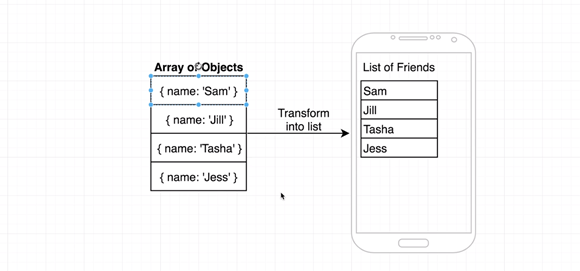 Array of Objects
{ name: 'Sam' }
{ name: 'Jill' }
{ name: 'Tasha' }
{ name: 'Jess' }
Transform
into list
List of Friends
Sam
Jill
Tasha
Jess